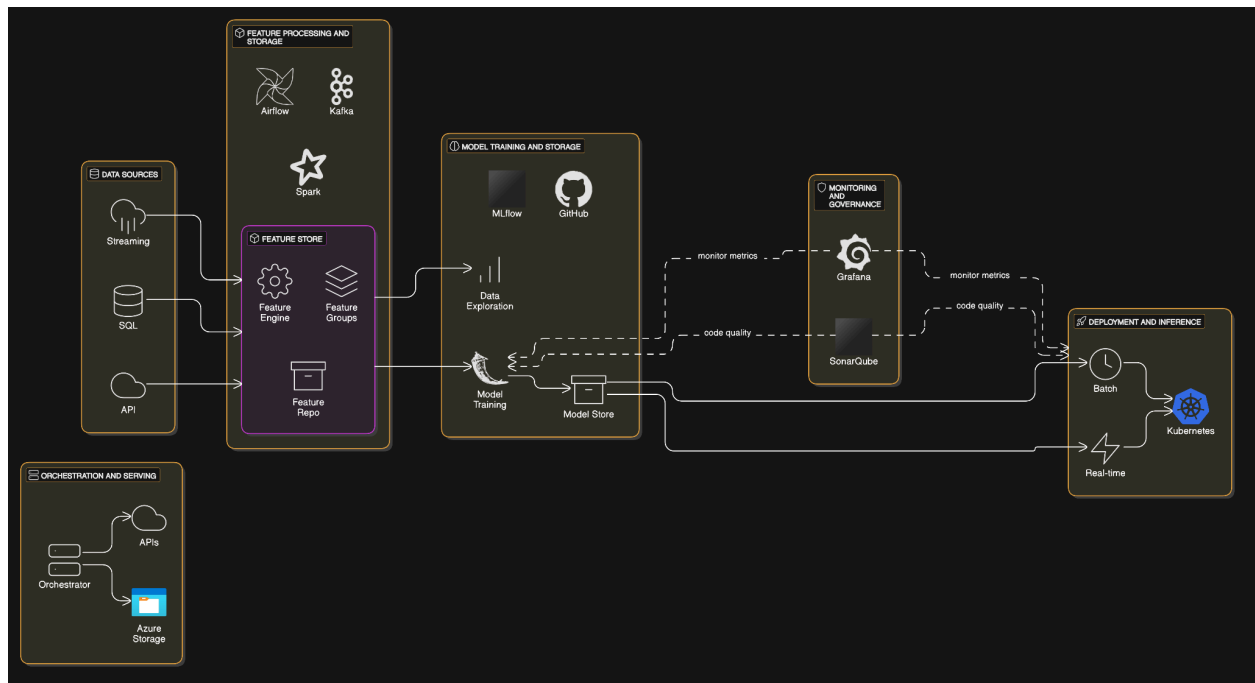 FEATURE PROCESSING AND
STORAGE
Airflow
Kafka
Spark
FEATURE STORE
Feature
Engine
Feature
Groups
Feature
Repo
DATA SOURCES
Streaming
SQL
API
MODEL TRAINING AND STORAGE
MLflow
GitHub
Data
Exploration
Model
Training
Model Store
monitor metrics
code quality
MONITORING
AND
GOVERNANCE
Grafana
SonarQube
monitor metrics
code quality
DEPLOYMENT AND INFERENCE
Batch
Kubernetes
Real-time
ORCHESTRATION AND SERVING
APIs
Orchestrator
Azure
Storage